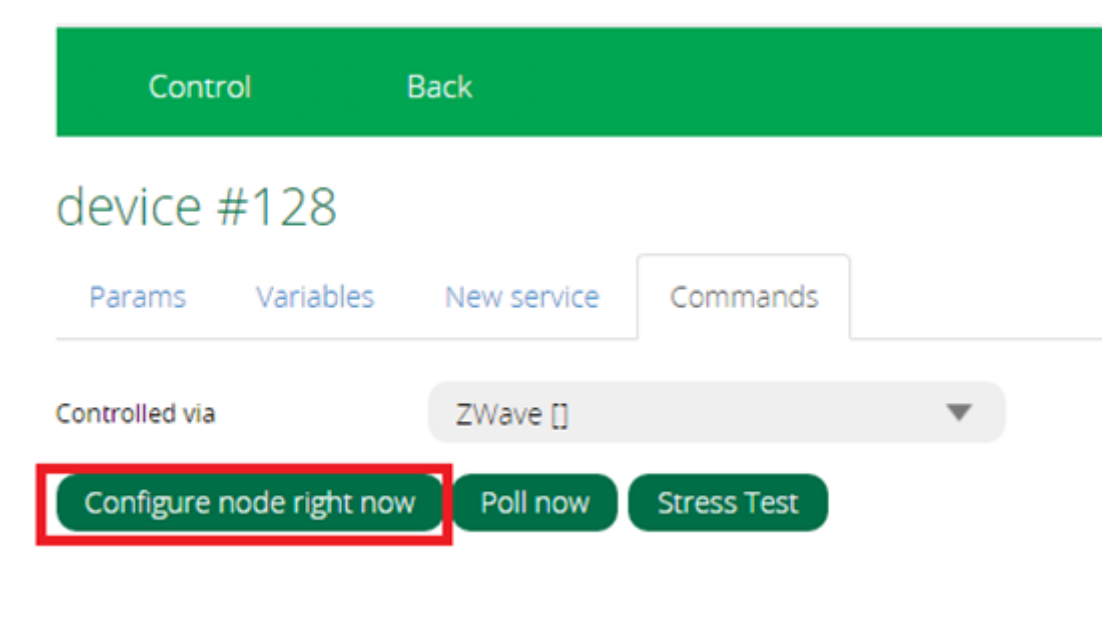 Control Back
device #128
Params Variables New service Commands
Controlled via ZWave []
Configure node right now Poll now Stress Test